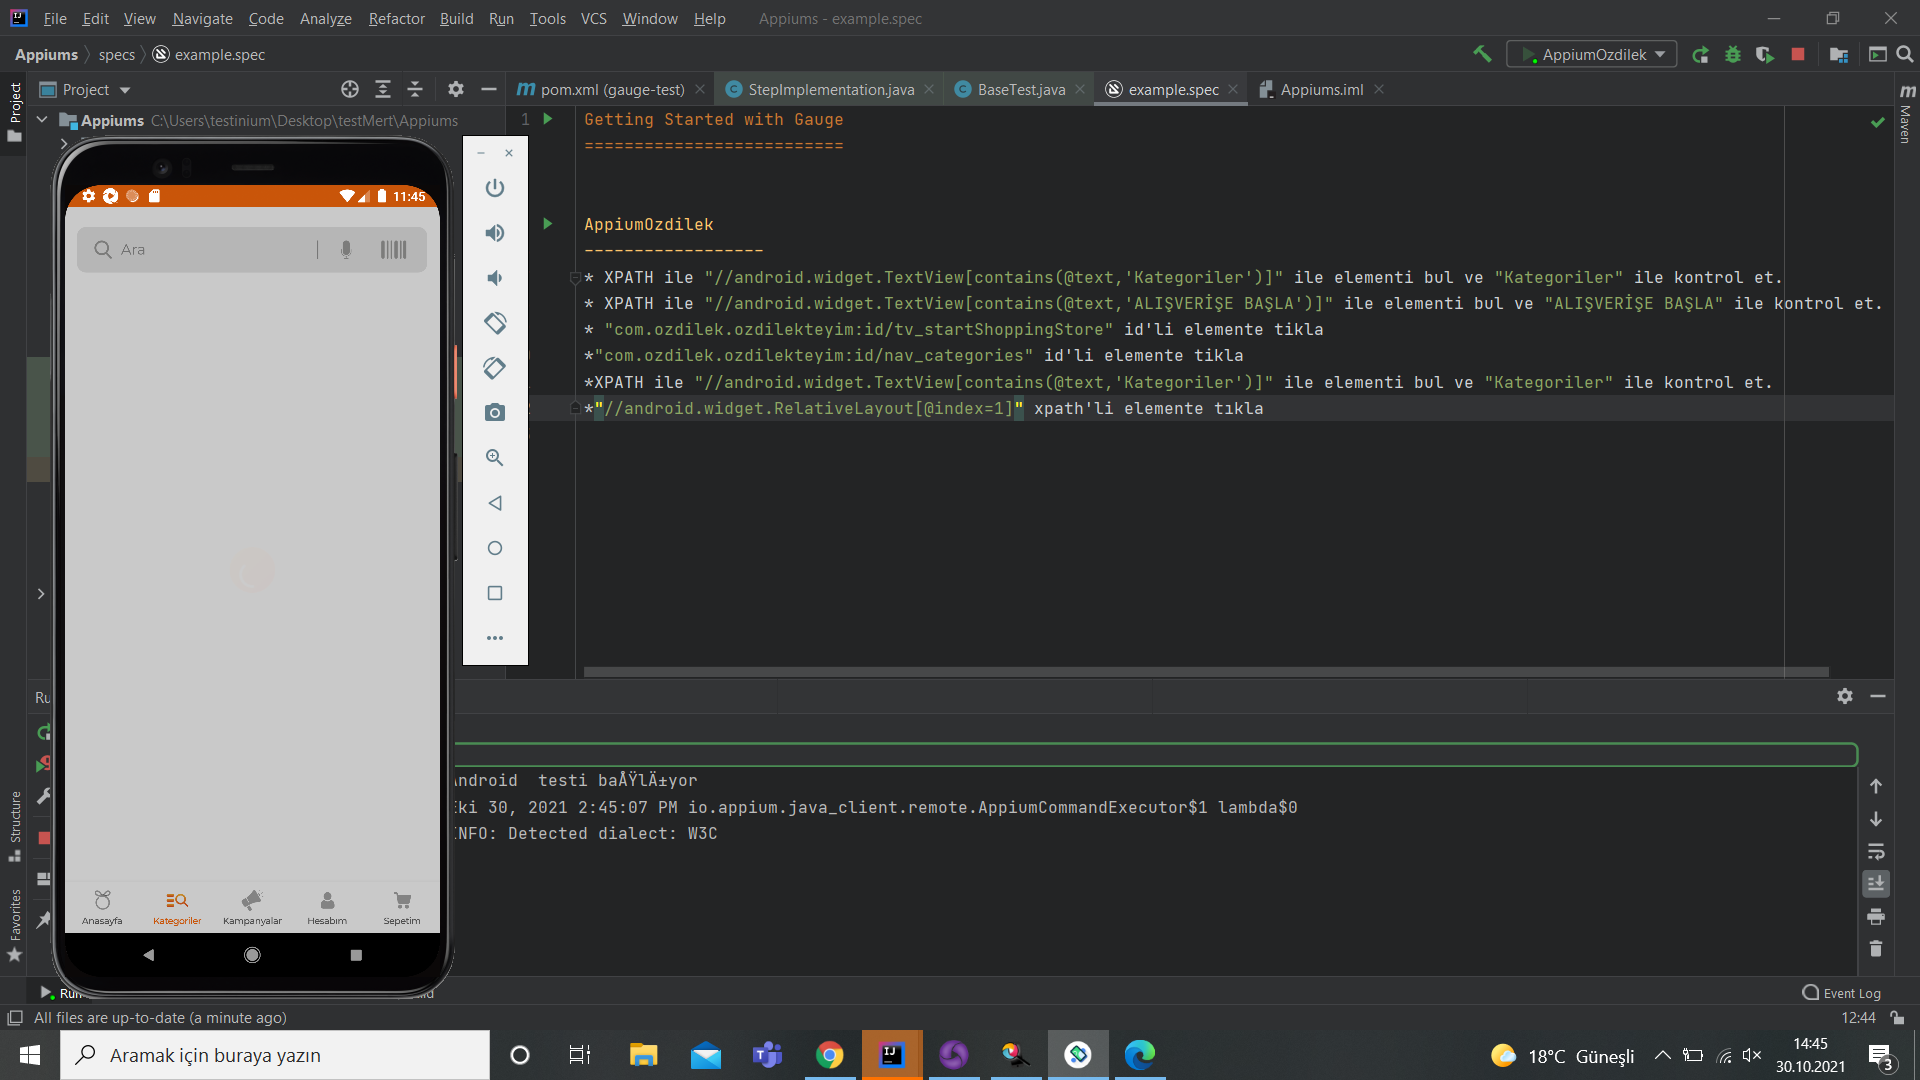 File Edit View Navigate Code Analyze Refactor Build Run Tools VCS Window Help Appiums - example.spec
Appiums specs example.spec
AppiumOzdilek
Project
pom.xml (gauge-test) StepImplementation.java BaseTest.java example.spec Appiums.iml
Project
Maven
Appiums C:\Users\testinium\Desktop\testMert\Appiums
1 Getting Started with Gauge
==========================
AppiumOzdilek
------------------
* XPATH ile "//android.widget.TextView[contains(@text,'Kategoriler')]" ile elementi bul ve "Kategoriler" ile kontrol et.
* XPATH ile "//android.widget.TextView[contains(@text,'ALIŞVERİŞE BAŞLA')]" ile elementi bul ve "ALIŞVERİŞE BAŞLA" ile kontrol et.
* "com.ozdilek.ozdilekteyim:id/tv_startShoppingStore" id'li elemente tikla
*"com.ozdilek.ozdilekteyim:id/nav_categories" id'li elemente tikla
*XPATH ile "//android.widget.TextView[contains(@text,'Kategoriler')]" ile elementi bul ve "Kategoriler" ile kontrol et.
*"//android.widget.RelativeLayout[@index=1]" xpath'li elemente tıkla
11:45
Ara
Anasayfa Kategoriler Kampanyalar Hesabım Sepetim
Android  testi baÅŸlÄ±yor
Eki 30, 2021 2:45:07 PM io.appium.java_client.remote.AppiumCommandExecutor$1 lambda$0
INFO: Detected dialect: W3C
Structure
Favorites
Run
Event Log
All files are up-to-date (a minute ago)
12:44
Aramak için buraya yazın
18°C Güneşli
14:45
30.10.2021
3